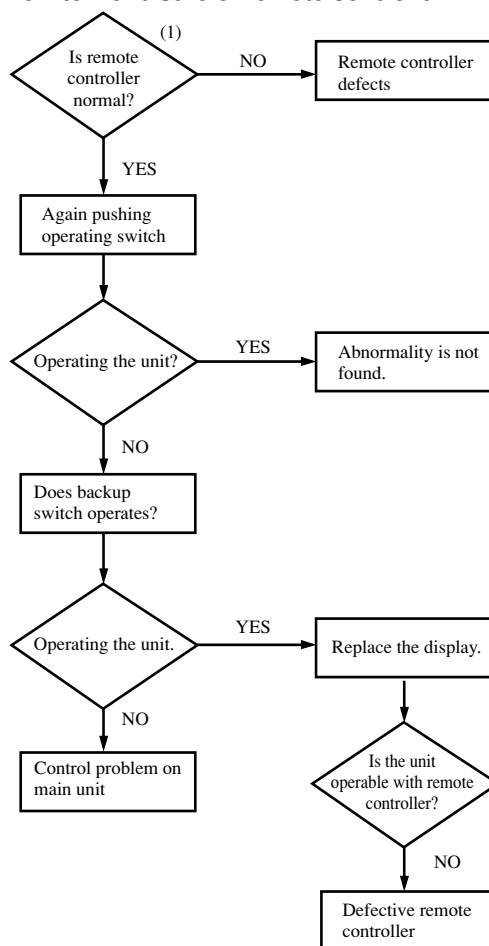 (1)
Is remote
controller
normal?
NO
Remote controller
defects
YES
Again pushing
operating switch
Operating the unit?
YES
Abnormality is not
found.
NO
Does backup
switch operates?
Operating the unit.
YES
Replace the display.
NO
Control problem on
main unit
Is the unit
operable with remote
controller?
NO
Defective remote
controller